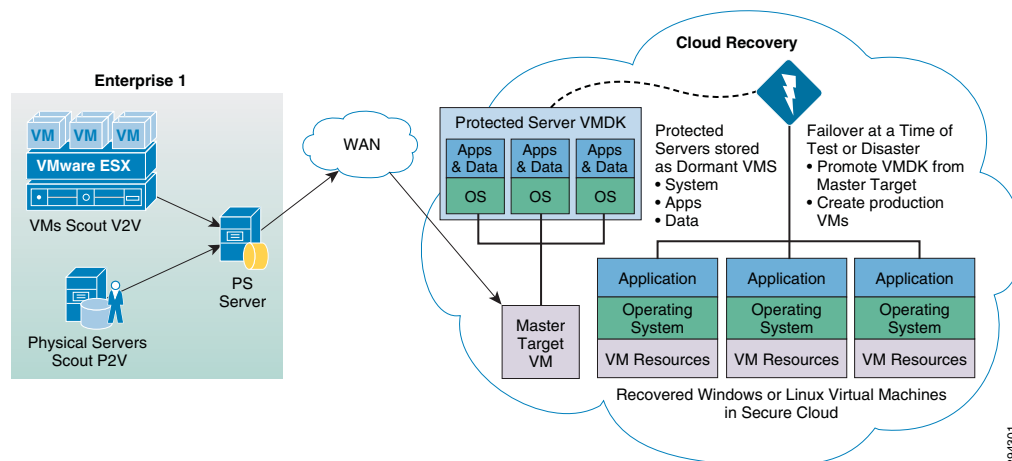 Enterprise 1
VM
VM
VM
VMware ESX
VMs Scout V2V
Physical Servers
Scout P2V
PS
Server
WAN
Cloud Recovery
Protected Server VMDK
Apps
& Data
Apps
& Data
Apps
& Data
OS
OS
OS
Protected
Servers stored
as Dormant VMS
• System
• Apps
• Data
Failover at a Time of
Test or Disaster
• Promote VMDK from
Master Target
• Create production
VMs
Master
Target
VM
Application
Operating
System
VM Resources
Application
Operating
System
VM Resources
Application
Operating
System
VM Resources
Recovered Windows or Linux Virtual Machines
in Secure Cloud